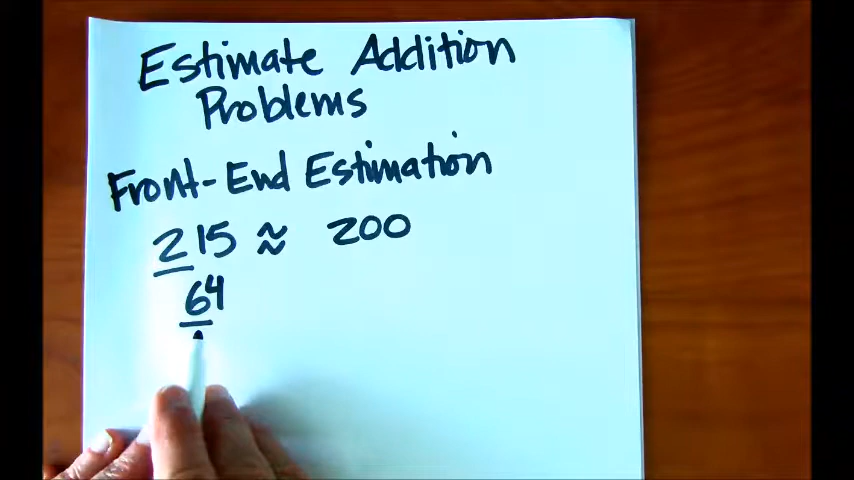 Estimate Addition
Problems
Front-End Estimation
215 ≈ 200
64